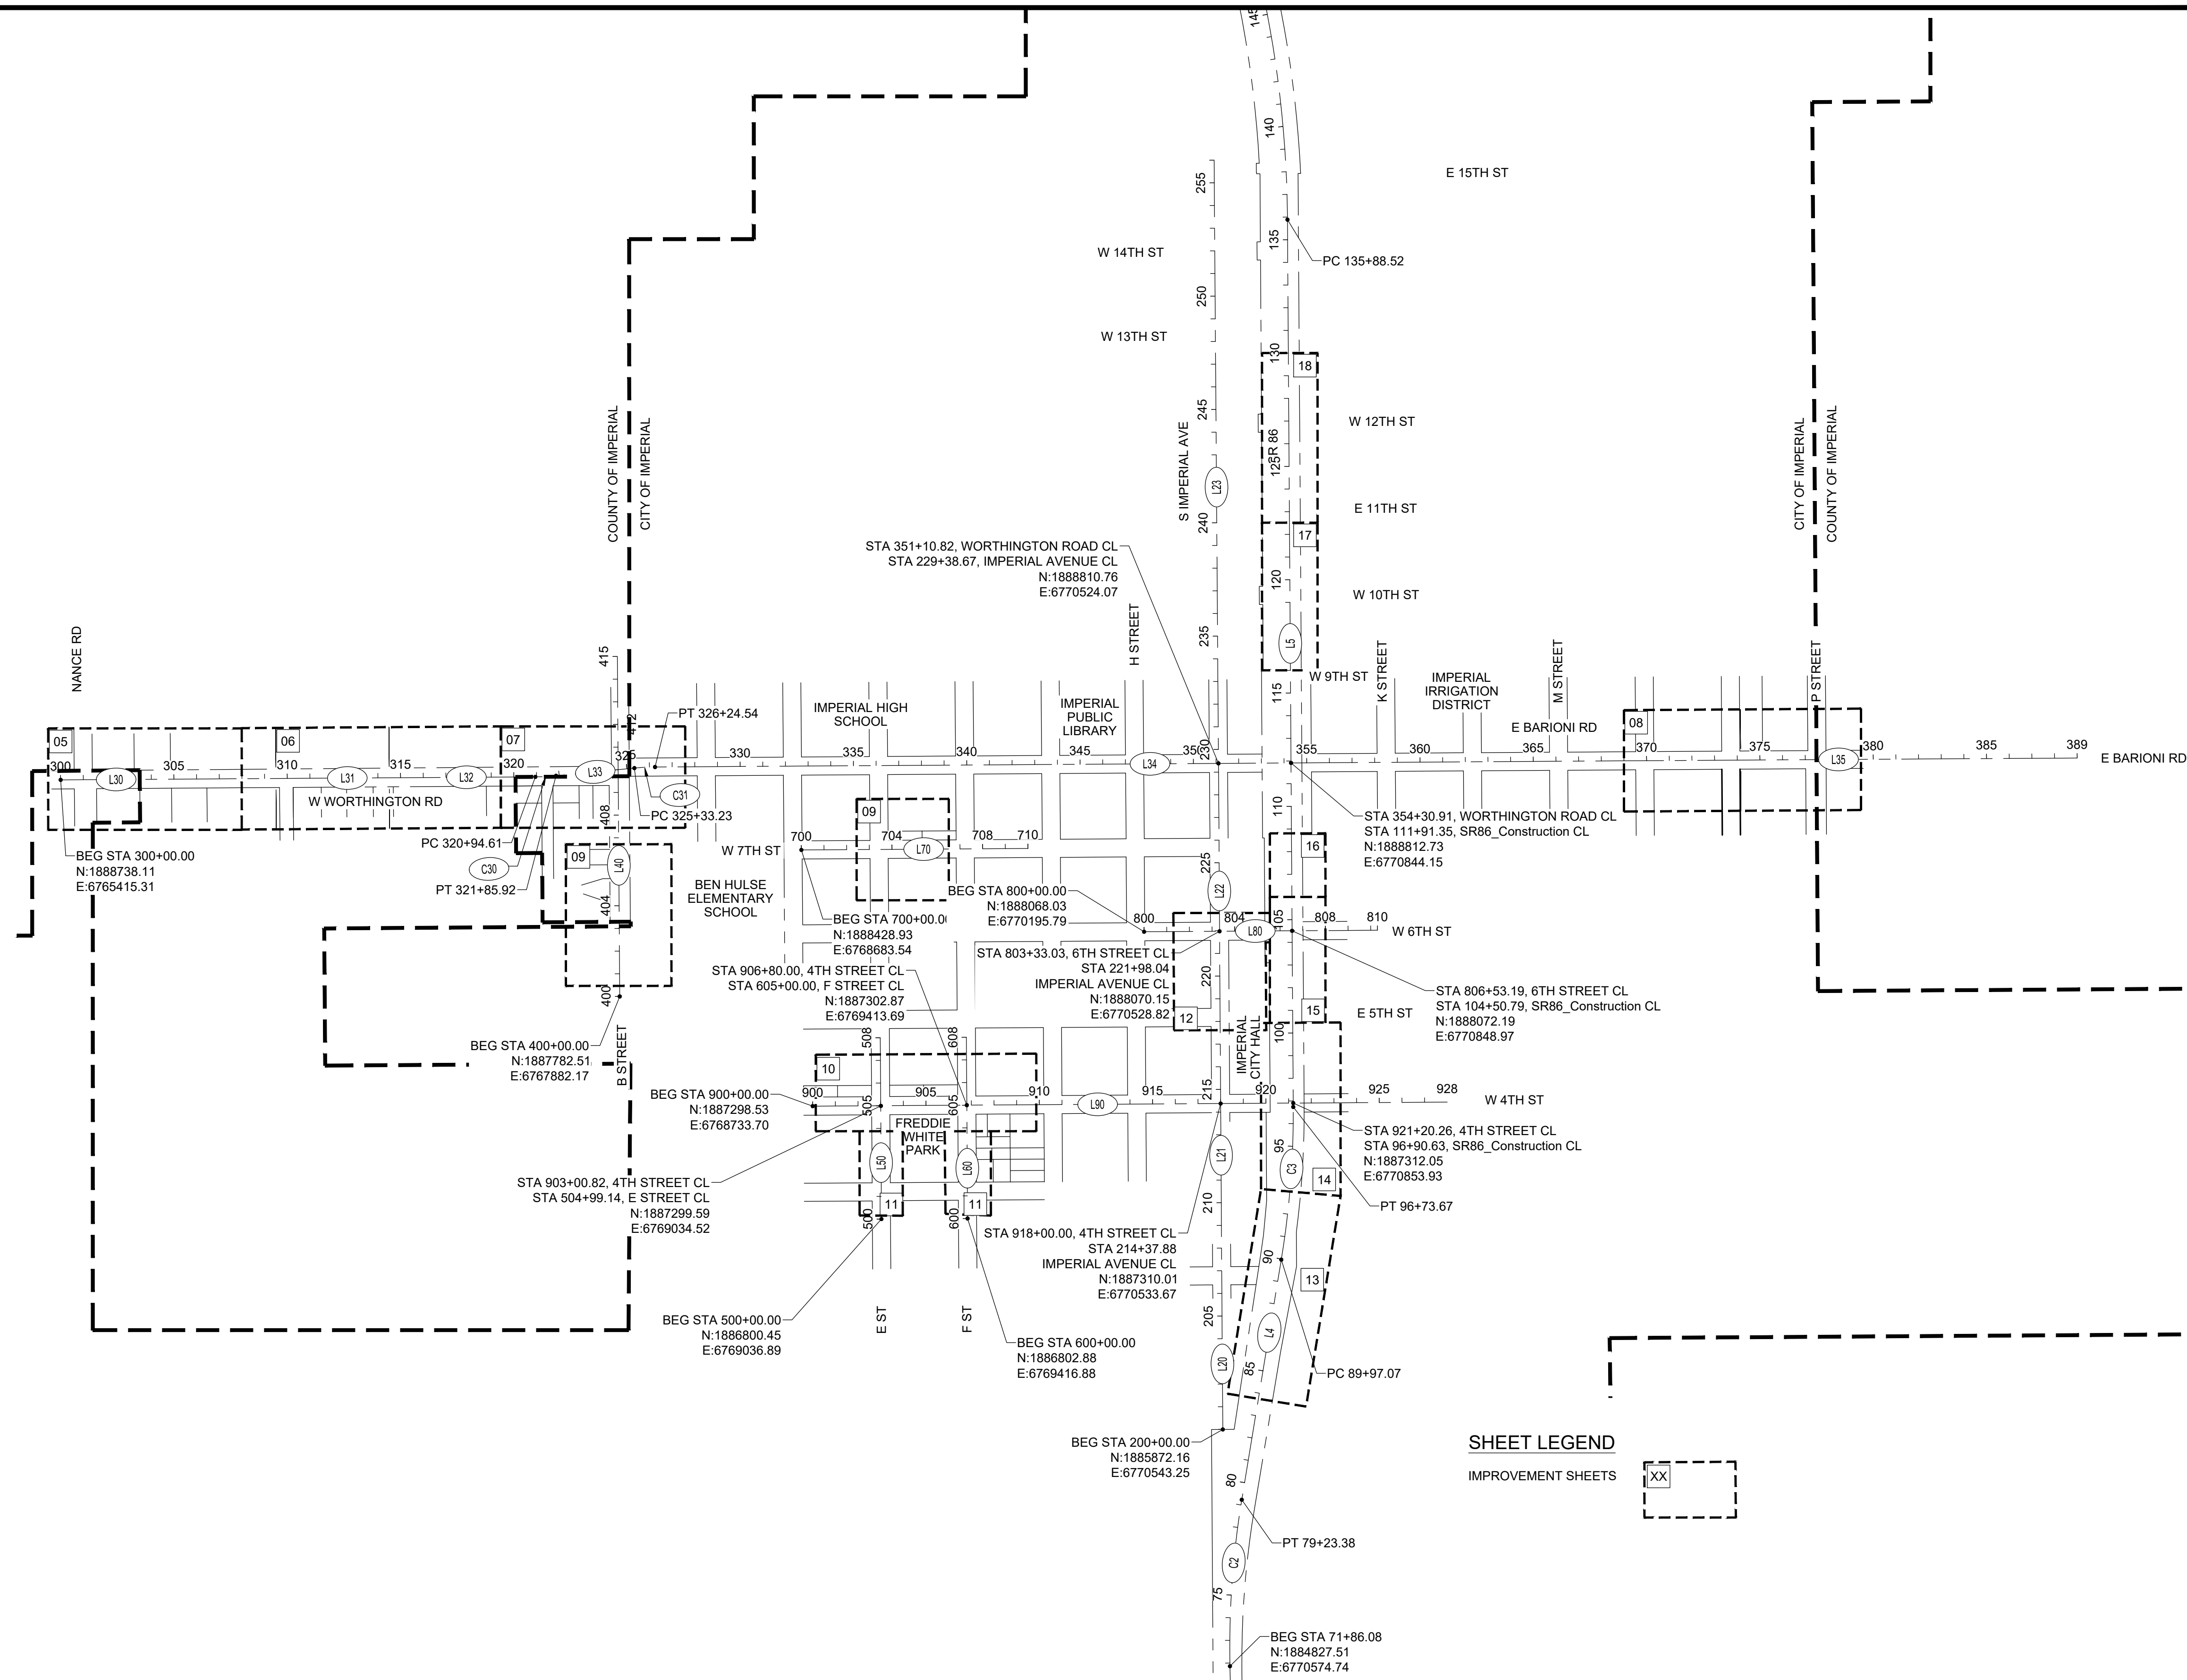 145
140
E 15TH ST
255
135
W 14TH ST
PC 135+88.52
250
W 13TH ST
130
18
245
W 12TH ST
COUNTY OF IMPERIAL
CITY OF IMPERIAL
S IMPERIAL AVE
SR 86
125
CITY OF IMPERIAL
COUNTY OF IMPERIAL
L23
E 11TH ST
240
17
STA 351+10.82, WORTHINGTON ROAD CL
STA 229+38.67, IMPERIAL AVENUE CL
N:1888810.76
E:6770524.07
120
W 10TH ST
H STREET
235
L5
NANCE RD
415
W 9TH ST
K STREET
IMPERIAL
IRRIGATION
DISTRICT
M STREET
P STREET
115
IMPERIAL HIGH
SCHOOL
IMPERIAL
PUBLIC
LIBRARY
PT 326+24.54
412
E BARIONI RD
08
05
06
07
300
305
310
315
320
325
330
335
340
345
350
230
355
360
365
370
375
380
385
389
E BARIONI RD
L30
L31
L32
L33
L34
L35
C31
W WORTHINGTON RD
408
PC 325+33.23
09
110
STA 354+30.91, WORTHINGTON ROAD CL
STA 111+91.35, SR86_Construction CL
N:1888812.73
E:6770844.15
PC 320+94.61
C30
PT 321+85.92
BEG STA 300+00.00
N:1888738.11
E:6765415.31
09
L40
404
W 7TH ST
700
704
708
710
L70
16
225
L22
BEN HULSE
ELEMENTARY
SCHOOL
BEG STA 700+00.00
N:1888428.93
E:6768683.54
BEG STA 800+00.00
N:1888068.03
E:6770195.79
800
804
808
810
L80
105
W 6TH ST
STA 803+33.03, 6TH STREET CL
STA 221+98.04
IMPERIAL AVENUE CL
N:1888070.15
E:6770528.82
220
400
STA 906+80.00, 4TH STREET CL
STA 605+00.00, F STREET CL
N:1887302.87
E:6769413.69
STA 806+53.19, 6TH STREET CL
STA 104+50.79, SR86_Construction CL
N:1888072.19
E:6770848.97
12
15
E 5TH ST
IMPERIAL
CITY HALL
100
BEG STA 400+00.00
N:1887782.51
E:6767882.17
B STREET
508
608
10
900
905
910
915
920
925
928
505
605
215
L90
W 4TH ST
BEG STA 900+00.00
N:1887298.53
E:6768733.70
FREDDIE
WHITE
PARK
STA 921+20.26, 4TH STREET CL
STA 96+90.63, SR86_Construction CL
N:1887312.05
E:6770853.93
95
C3
14
L50
L60
L21
11
11
500
600
210
STA 903+00.82, 4TH STREET CL
STA 504+99.14, E STREET CL
N:1887299.59
E:6769034.52
PT 96+73.67
STA 918+00.00, 4TH STREET CL
STA 214+37.88
IMPERIAL AVENUE CL
N:1887310.01
E:6770533.67
90
13
205
E ST
F ST
BEG STA 500+00.00
N:1886800.45
E:6769036.89
BEG STA 600+00.00
N:1886802.88
E:6769416.88
L4
L20
85
PC 89+97.07
BEG STA 200+00.00
N:1885872.16
E:6770543.25
SHEET LEGEND
IMPROVEMENT SHEETS
XX
80
PT 79+23.38
C2
75
BEG STA 71+86.08
N:1884827.51
E:6770574.74